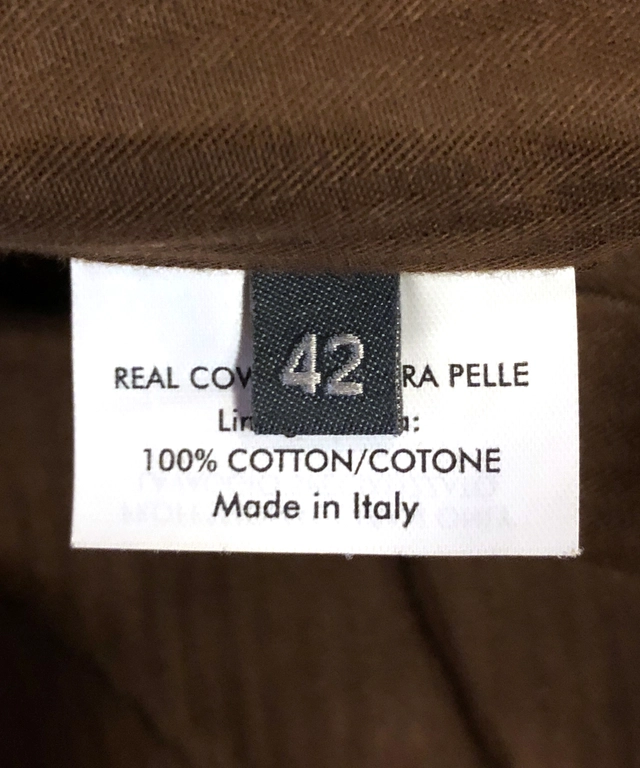 42
REAL COW RA PELLE
100% COTTON/COTONE
Made in Italy